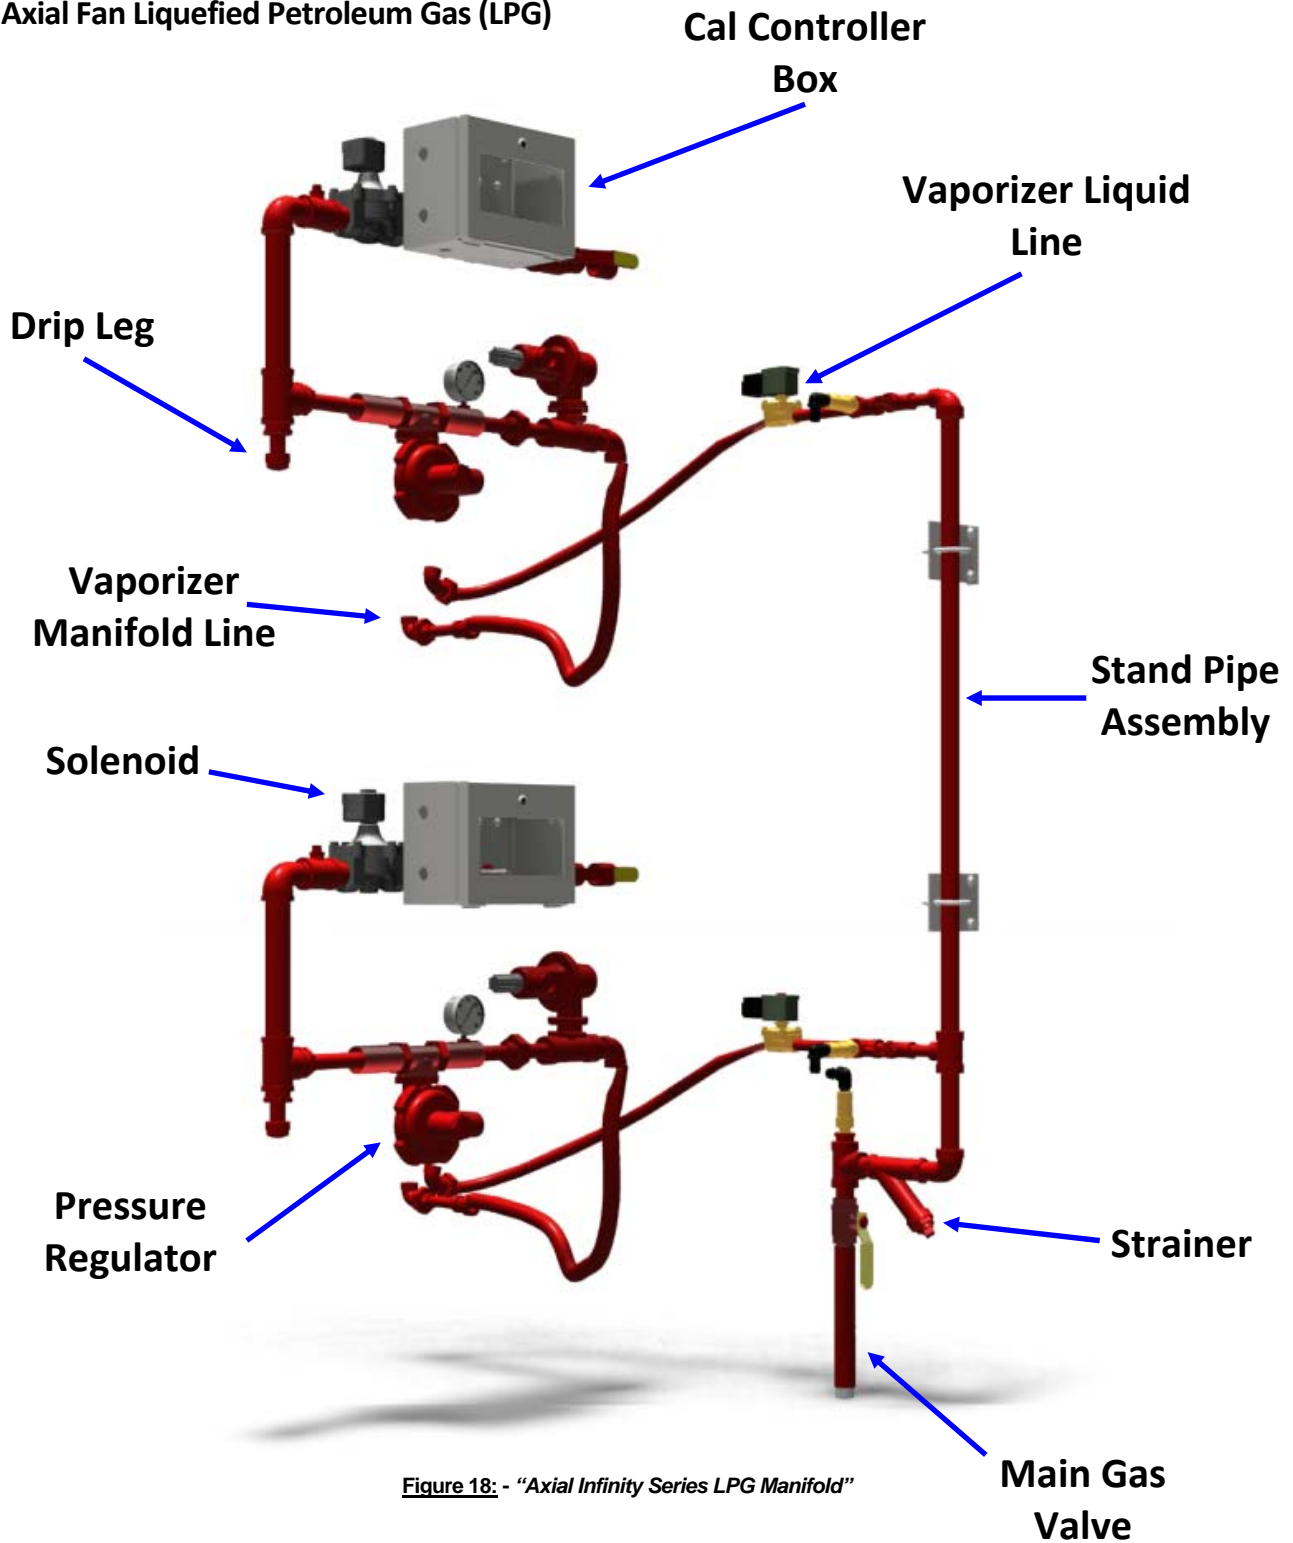 Axial Fan Liquefied Petroleum Gas (LPG)
Cal Controller
Box
Vaporizer Liquid
Line
Drip Leg
Vaporizer
Manifold Line
Stand Pipe
Assembly
Solenoid
Pressure
Regulator
Strainer
Main Gas
Valve
Figure 18: - “Axial Infinity Series LPG Manifold”